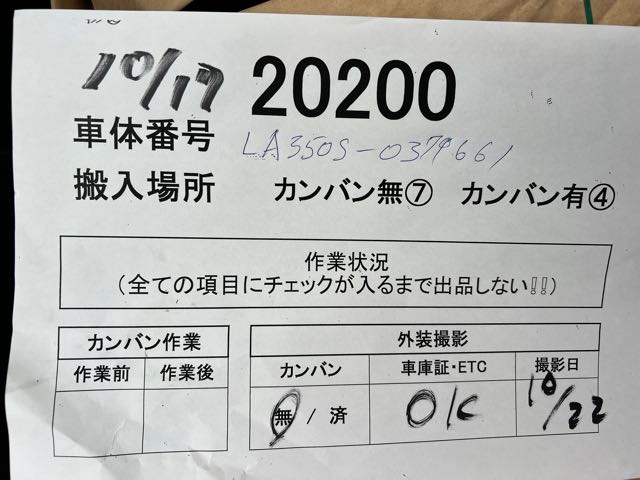 10/17 20200
車体番号 LA350S-0379661
搬入場所 カンバン無⑦ カンバン有④
作業状況
(全ての項目にチェックが入るまで出品しない!!)
カンバン作業 外装撮影
作業前 作業後 カンバン 車庫証・ETC 撮影日
無 / 済 OK 10/22